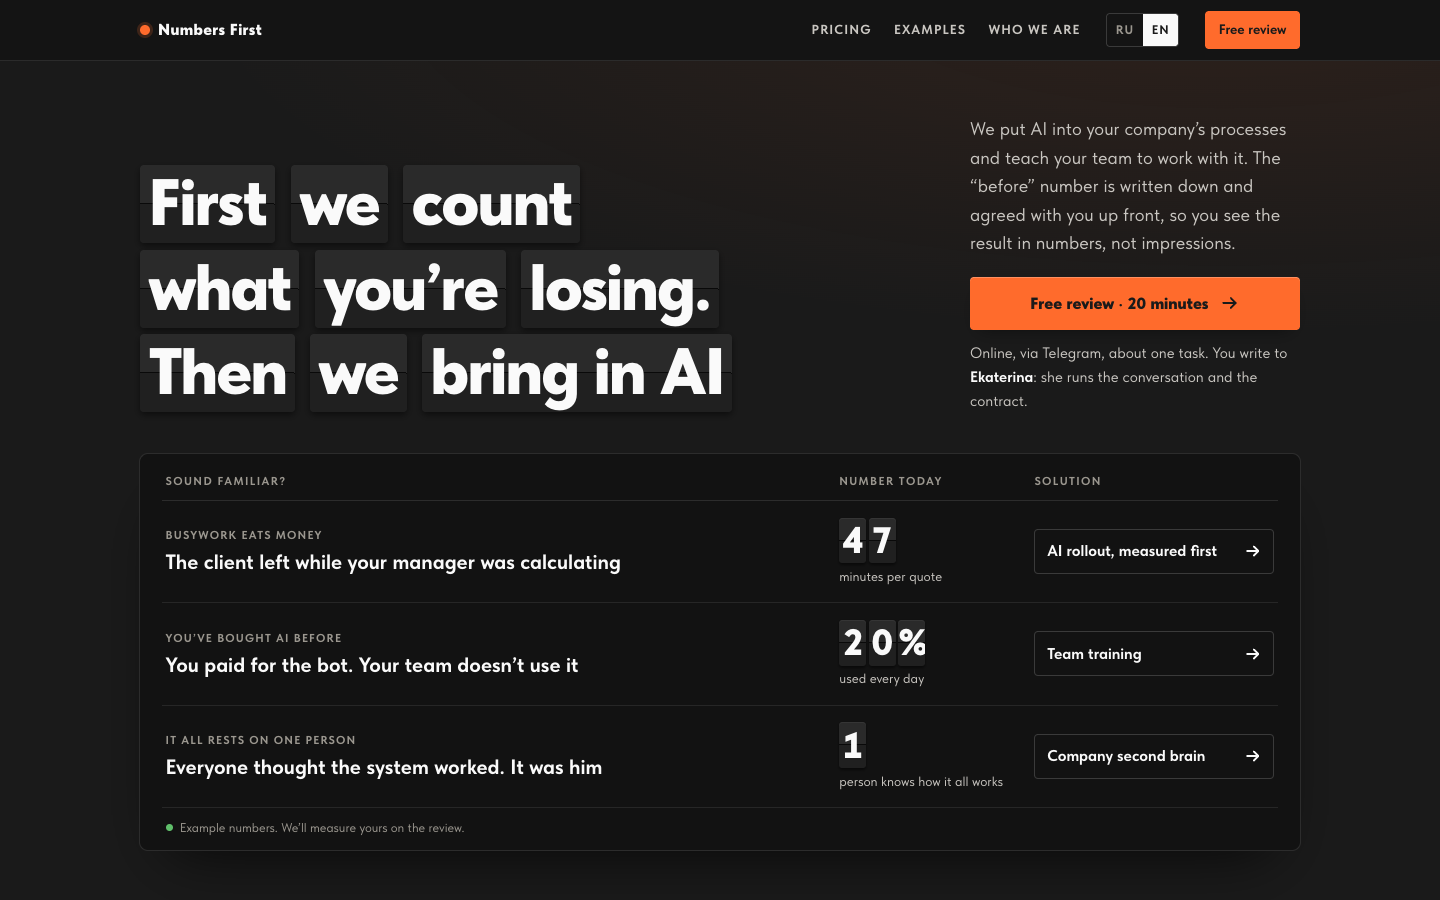 Numbers First
PRICING
EXAMPLES
WHO WE ARE
RU
EN
Free review
First we count
what you’re losing.
Then we bring in AI
We put AI into your company’s processes
and teach your team to work with it. The
“before” number is written down and
agreed with you up front, so you see the
result in numbers, not impressions.
Free review · 20 minutes →
Online, via Telegram, about one task. You write to
Ekaterina: she runs the conversation and the
contract.
SOUND FAMILIAR?
NUMBER TODAY
SOLUTION
BUSYWORK EATS MONEY
The client left while your manager was calculating
47
minutes per quote
AI rollout, measured first →
YOU’VE BOUGHT AI BEFORE
You paid for the bot. Your team doesn’t use it
20%
used every day
Team training →
IT ALL RESTS ON ONE PERSON
Everyone thought the system worked. It was him
1
person knows how it all works
Company second brain →
Example numbers. We’ll measure yours on the review.